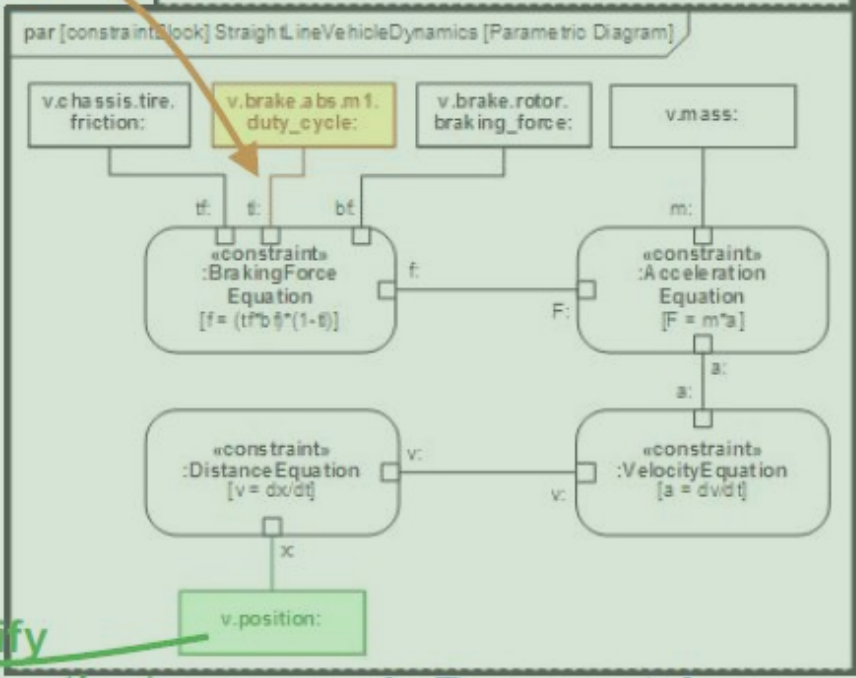 par [constraintBlock] StraightLineVehicleDynamics [Parametric Diagram]
v.chassis.tire.
friction:
v.brake.abs.m1.
duty_cycle:
v.brake.rotor.
braking_force:
v.mass:
tf:
tl:
bf:
m:
«constraint»
:BrakingForce
Equation
[f = (tf*bf)*(1-tl)]
f:
F:
«constraint»
:Acceleration
Equation
[F = m*a]
a:
a:
«constraint»
:DistanceEquation
[v = dx/dt]
v:
v:
«constraint»
:VelocityEquation
[a = dv/dt]
x:
v.position:
ify